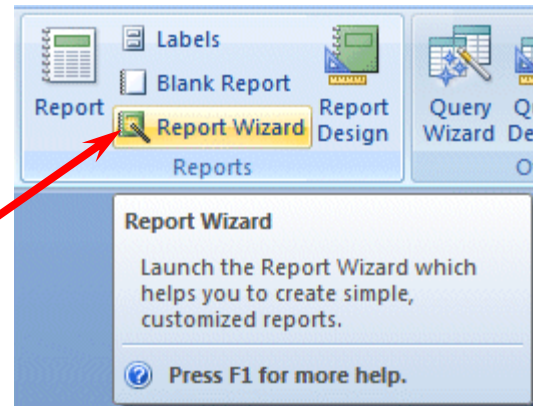 Labels
Blank Report
Report
Report Wizard
Report
Design
Query
Wizard
Reports
Report Wizard
Launch the Report Wizard which
helps you to create simple,
customized reports.
Press F1 for more help.